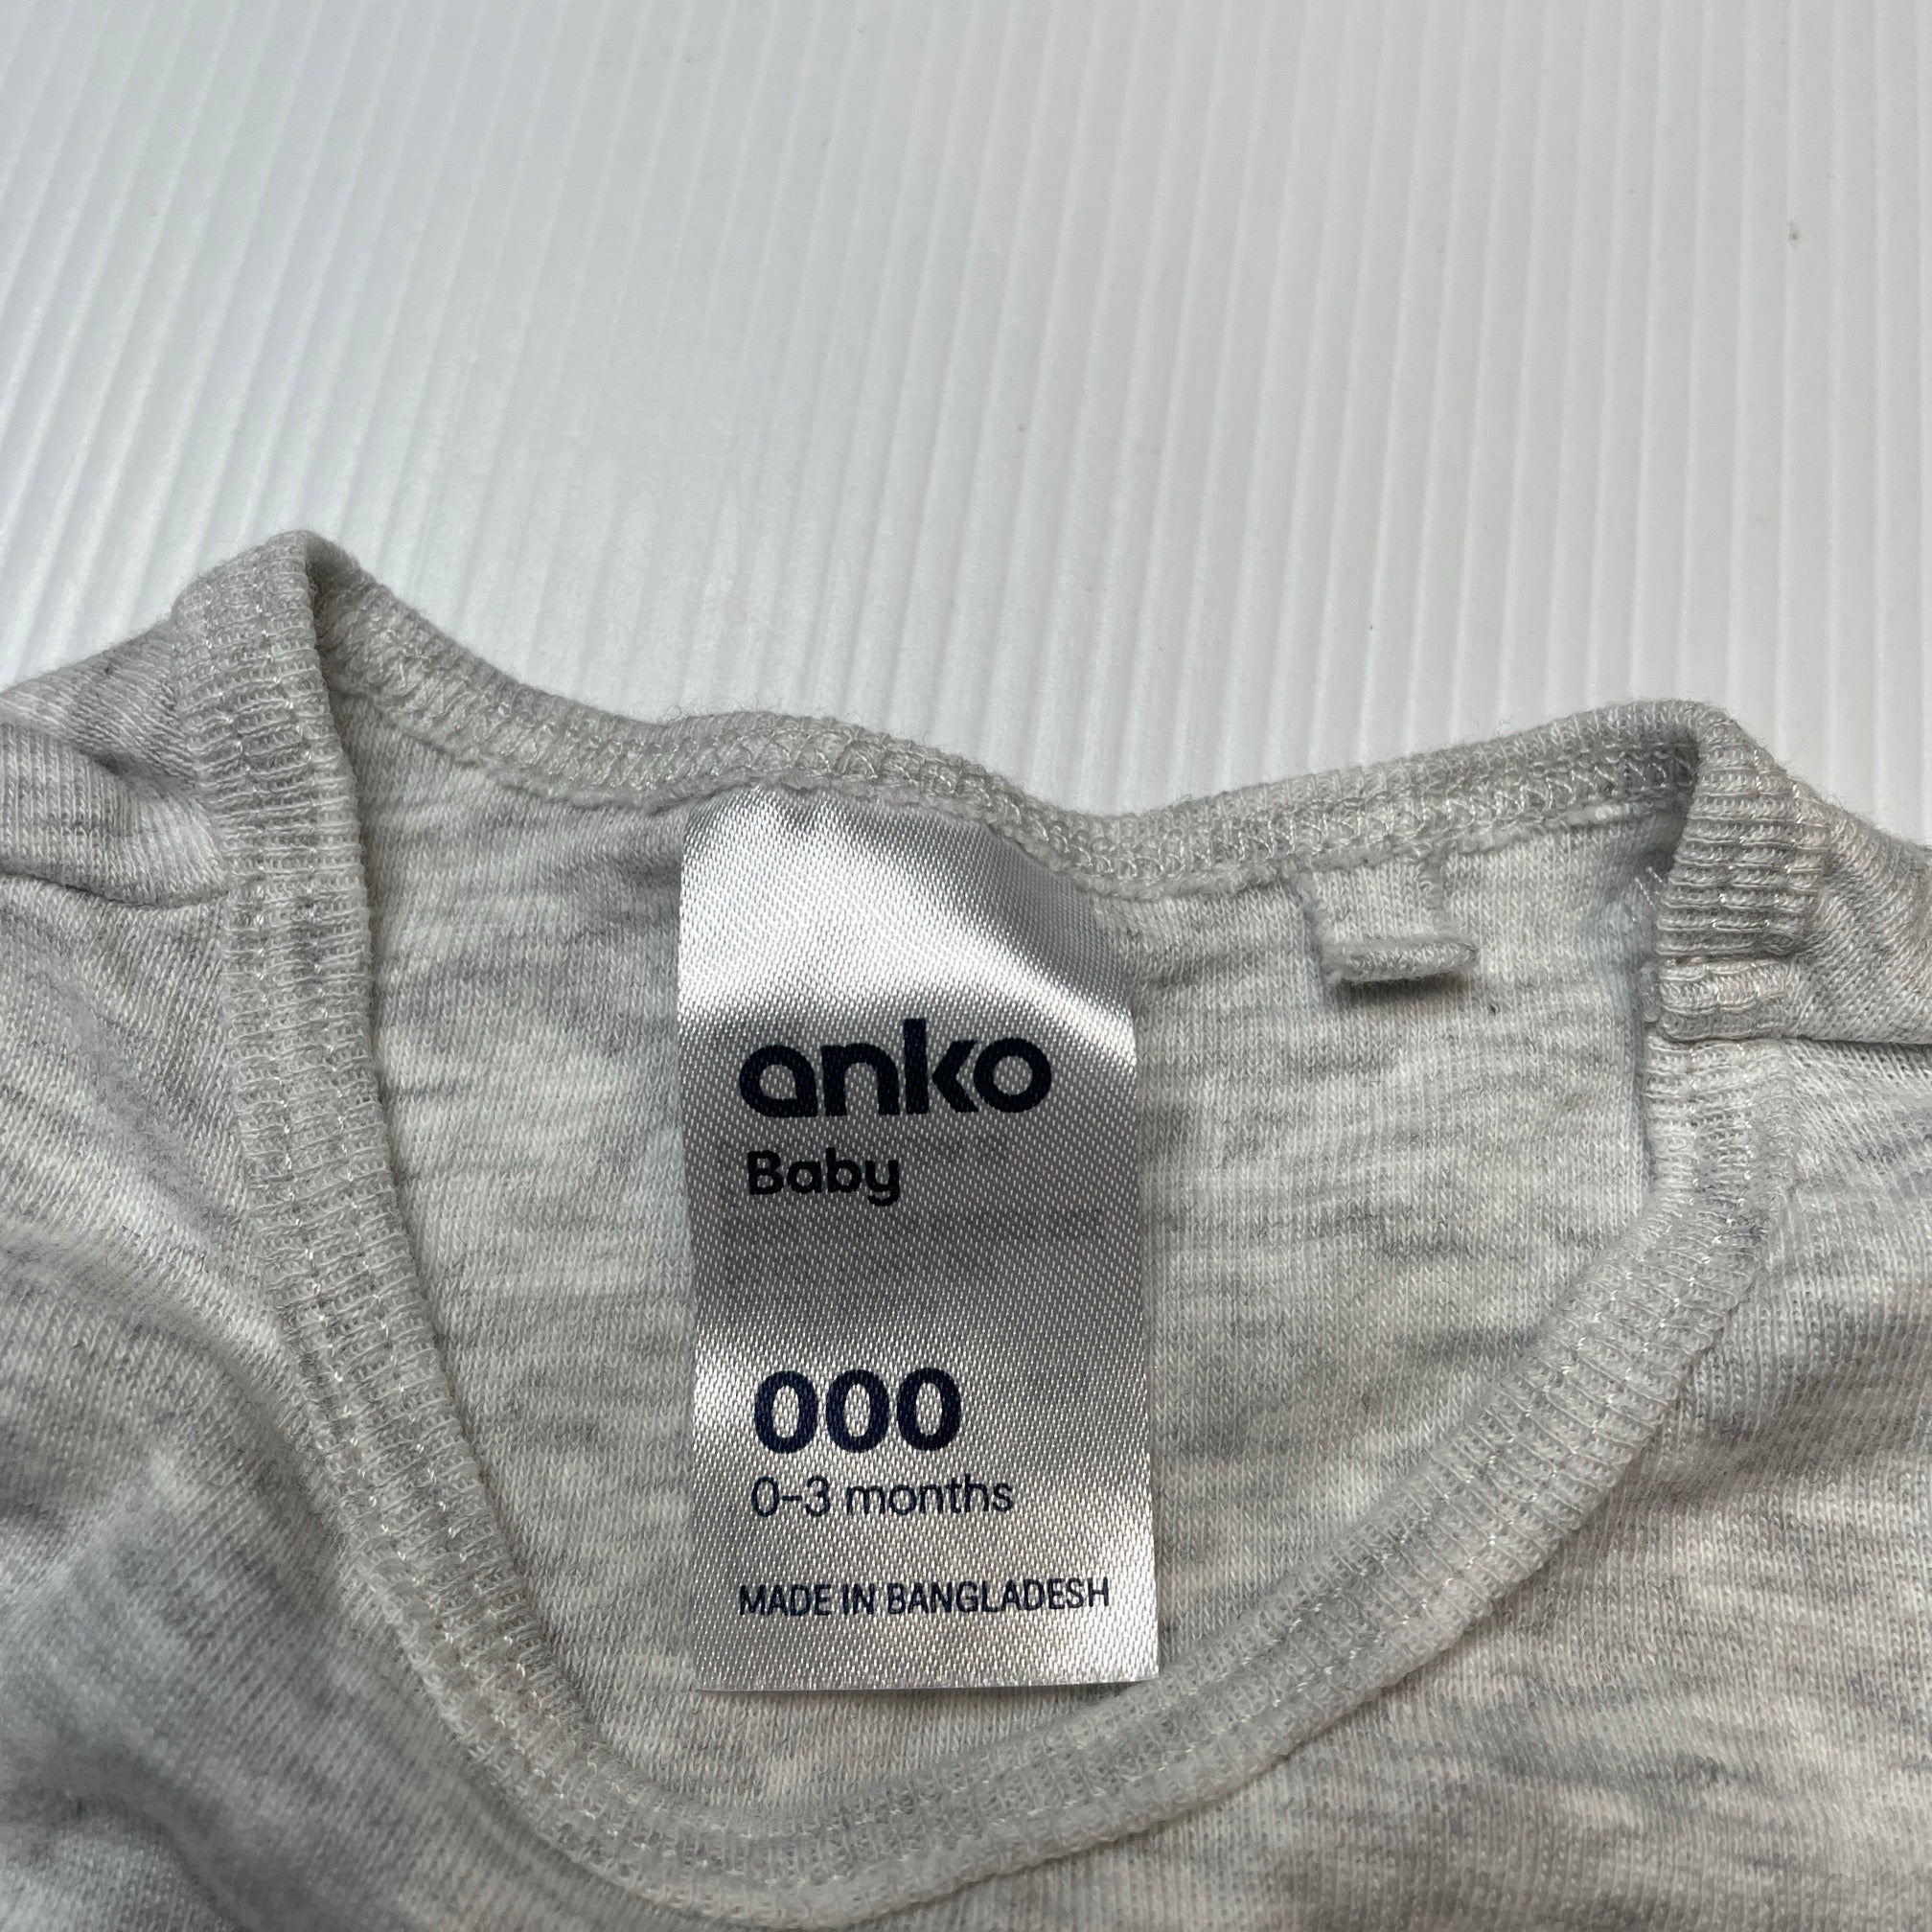 anko
Baby
000
0-3 months
MADE IN BANGLADESH